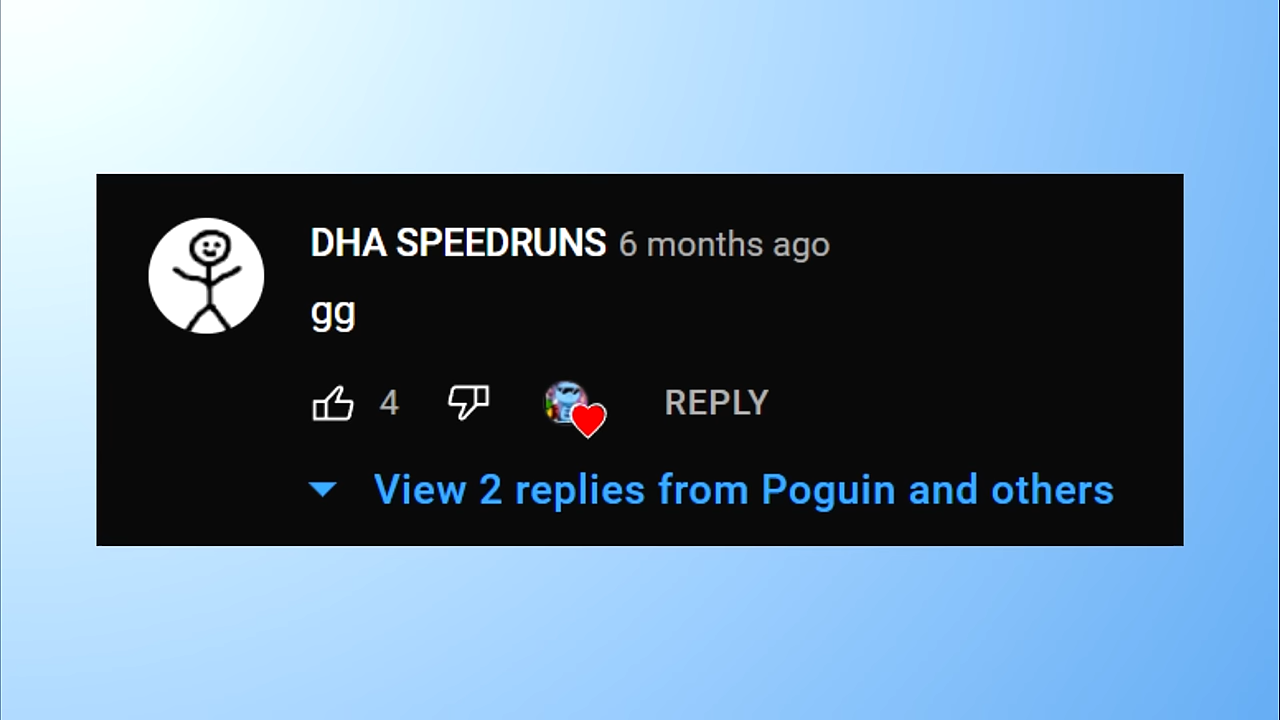 DHA SPEEDRUNS 6 months ago
gg
4 REPLY
View 2 replies from Poguin and others